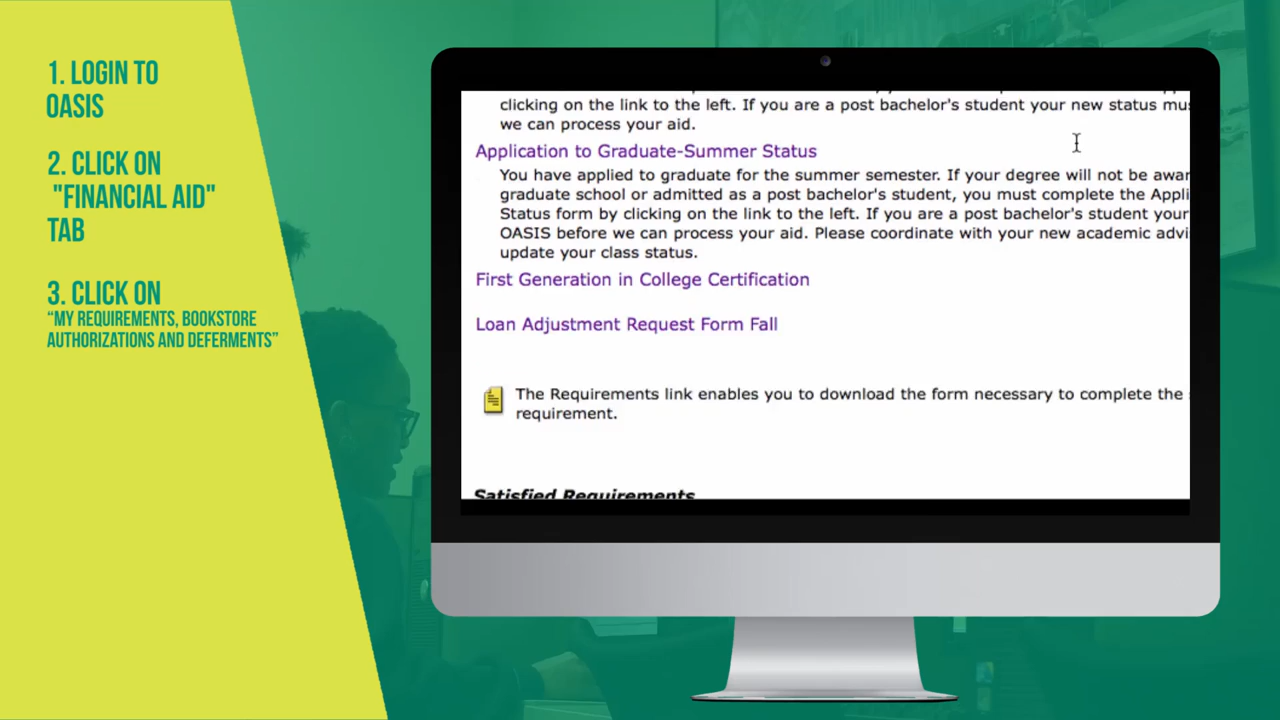 1. LOGIN TO
OASIS
2. CLICK ON
"FINANCIAL AID"
TAB
3. CLICK ON
“MY REQUIREMENTS, BOOKSTORE
AUTHORIZATIONS AND DEFERMENTS”
clicking on the link to the left. If you are a post bachelor's student your new status mu
we can process your aid.
Application to Graduate-Summer Status
You have applied to graduate for the summer semester. If your degree will not be awar
graduate school or admitted as a post bachelor's student, you must complete the Appli
Status form by clicking on the link to the left. If you are a post bachelor's student your
OASIS before we can process your aid. Please coordinate with your new academic advi
update your class status.
First Generation in College Certification
Loan Adjustment Request Form Fall
The Requirements link enables you to download the form necessary to complete the
requirement.
Satisfied Requirements